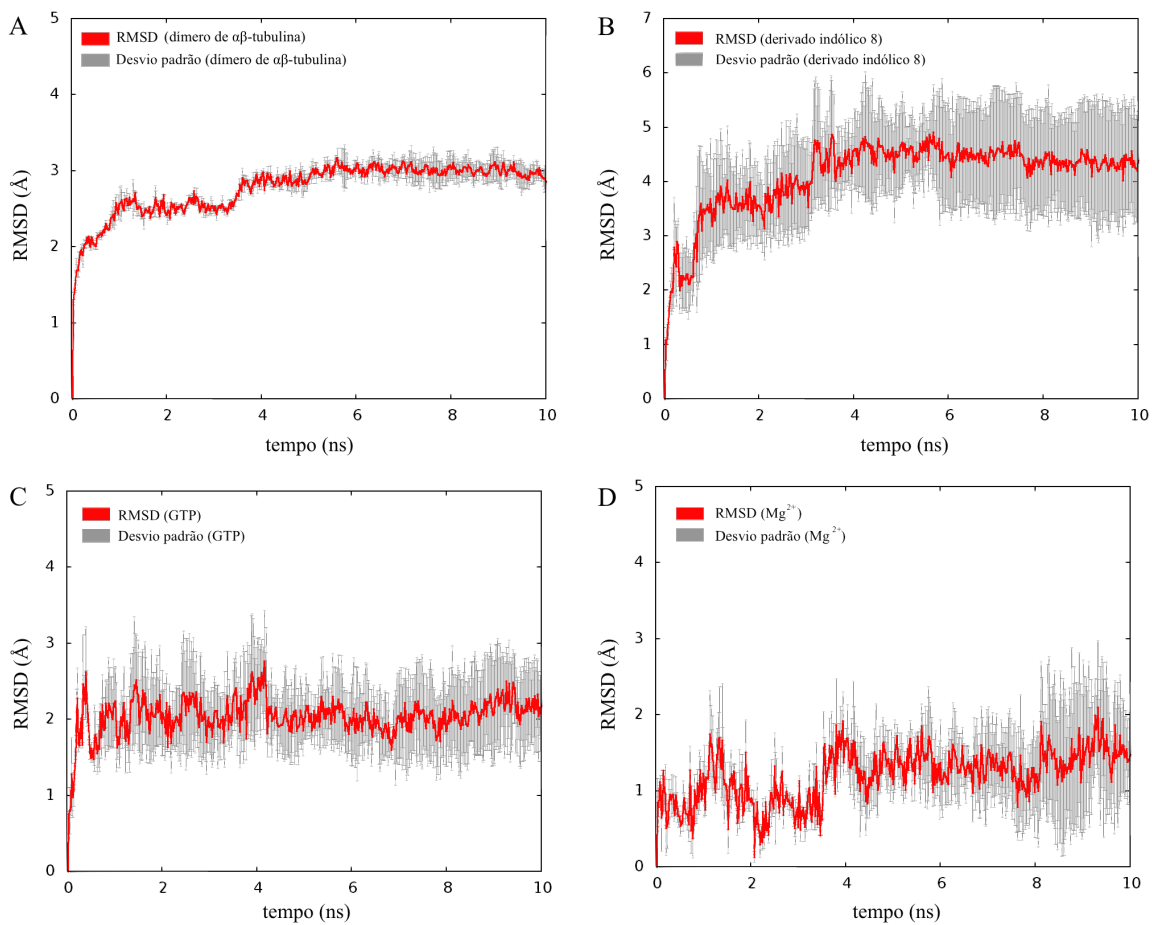 A
RMSD (dímero de αβ-tubulina)
Desvio padrão (dímero de αβ-tubulina)
RMSD (Å)
5
4
3
2
1
0
0 2 4 6 8 10
tempo (ns)
B
RMSD (derivado indólico 8)
Desvio padrão (derivado indólico 8)
RMSD (Å)
7
6
5
4
3
2
1
0
0 2 4 6 8 10
tempo (ns)
C
RMSD (GTP)
Desvio padrão (GTP)
RMSD (Å)
5
4
3
2
1
0
0 2 4 6 8 10
tempo (ns)
D
RMSD (Mg²⁺)
Desvio padrão (Mg²⁺)
RMSD (Å)
5
4
3
2
1
0
0 2 4 6 8 10
tempo (ns)